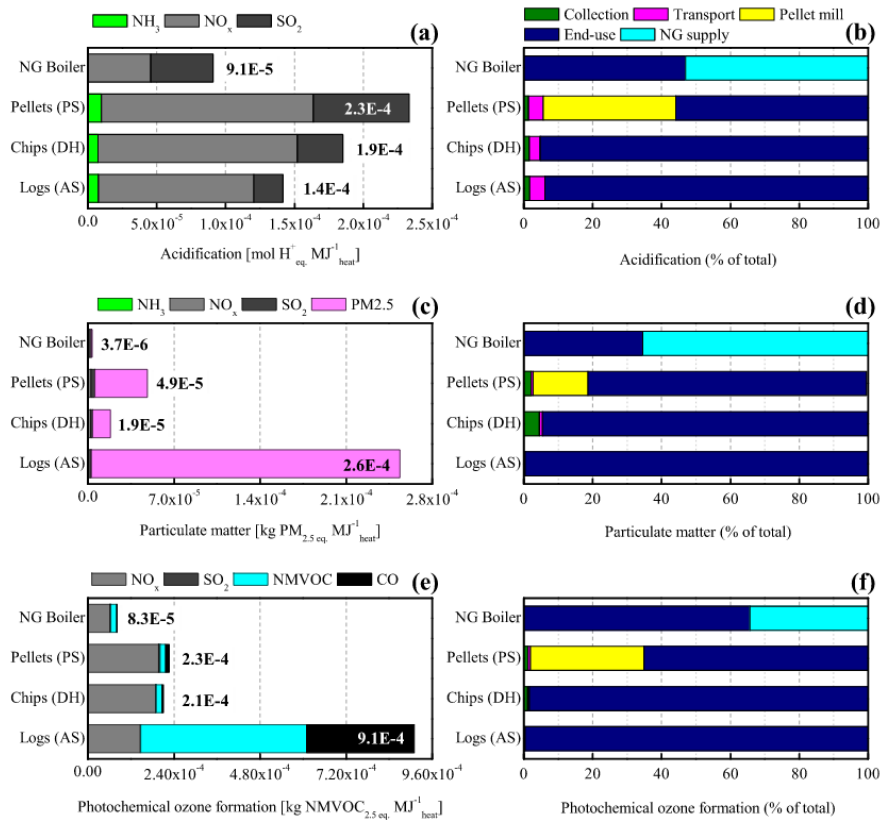 NH₃ NOₓ SO₂
(a)
NG Boiler 9.1E-5
Pellets (PS) 2.3E-4
Chips (DH) 1.9E-4
Logs (AS) 1.4E-4
0.0 5.0x10⁻⁵ 1.0x10⁻⁴ 1.5x10⁻⁴ 2.0x10⁻⁴ 2.5x10⁻⁴
Acidification [mol H⁺eq. MJ⁻¹heat]
Collection Transport Pellet mill
End-use NG supply
(b)
NG Boiler
Pellets (PS)
Chips (DH)
Logs (AS)
0 20 40 60 80 100
Acidification (% of total)
NH₃ NOₓ SO₂ PM2.5
(c)
NG Boiler 3.7E-6
Pellets (PS) 4.9E-5
Chips (DH) 1.9E-5
Logs (AS) 2.6E-4
0.0 7.0x10⁻⁵ 1.4x10⁻⁴ 2.1x10⁻⁴ 2.8x10⁻⁴
Particulate matter [kg PM2.5 eq. MJ⁻¹heat]
(d)
NG Boiler
Pellets (PS)
Chips (DH)
Logs (AS)
0 20 40 60 80 100
Particulate matter (% of total)
NOₓ SO₂ NMVOC CO
(e)
NG Boiler 8.3E-5
Pellets (PS) 2.3E-4
Chips (DH) 2.1E-4
Logs (AS) 9.1E-4
0.00 2.40x10⁻⁴ 4.80x10⁻⁴ 7.20x10⁻⁴ 9.60x10⁻⁴
Photochemical ozone formation [kg NMVOC2.5 eq. MJ⁻¹heat]
(f)
NG Boiler
Pellets (PS)
Chips (DH)
Logs (AS)
0 20 40 60 80 100
Photochemical ozone formation (% of total)